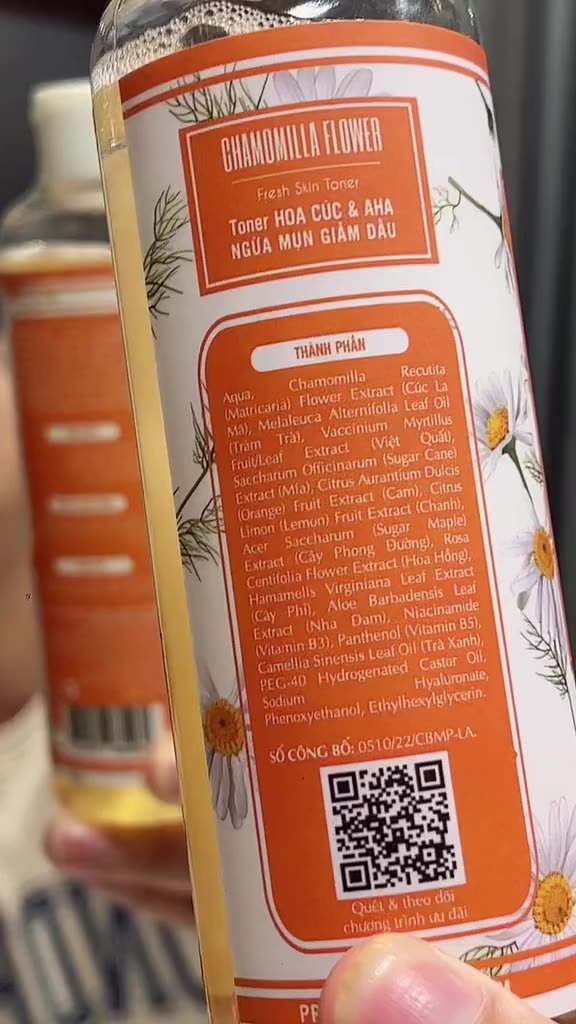 CHAMOMILLA FLOWER
Fresh Skin Toner
Toner HOA CÚC & AHA
NGỪA MỤN GIẢM DẦU
THÀNH PHẦN
Aqua, Chamomilla Recutita
(Matricaria) Flower Extract (Cúc La
Mã), Melaleuca Alternifolia Leaf Oil
(Tràm Trà), Vaccinium Myrtillus
Fruit/Leaf Extract (Việt Quất),
Saccharum Officinarum (Sugar Cane)
Extract (Mía), Citrus Aurantium Dulcis
(Orange) Fruit Extract (Cam), Citrus
Limon (Lemon) Fruit Extract (Chanh),
Acer Saccharum (Sugar Maple)
Extract (Cây Phong Đường), Rosa
Centifolia Flower Extract (Hoa Hồng),
Hamamells Virginiana Leaf Extract
(Cây Phỉ), Aloe Barbadensis Leaf
Extract (Nha Đam), Niacinamide
(Vitamin B3), Panthenol (Vitamin B5),
Camellia Sinensis Leaf Oil (Trà Xanh),
PEG-40 Hydrogenated Castor Oil,
Sodium Hyaluronate,
Phenoxyethanol, Ethylhexylglycerin.
SỐ CÔNG BỐ: 0510/22/CBMP-LA.
Quét & theo dõi
chương trình ưu đãi